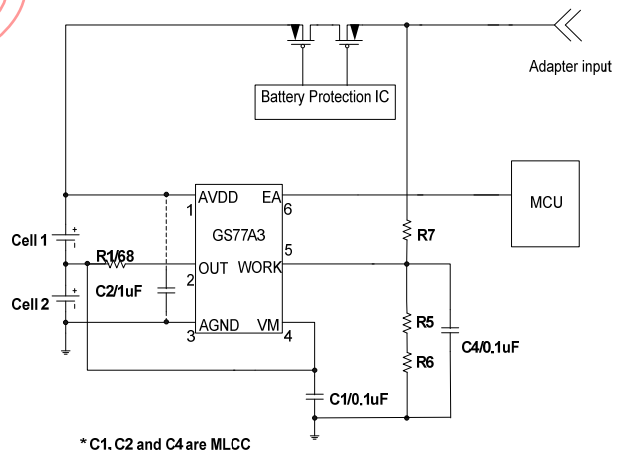 Adapter input
Battery Protection IC
AVDD EA
1 6
MCU
GS77A3
R7
Cell 1 +
-
R1/68
5
OUT WORK
2
C2/1uF
Cell 2 +
-
R5
C4/0.1uF
AGND VM
3 4
R6
C1/0.1uF
* C1, C2 and C4 are MLCC